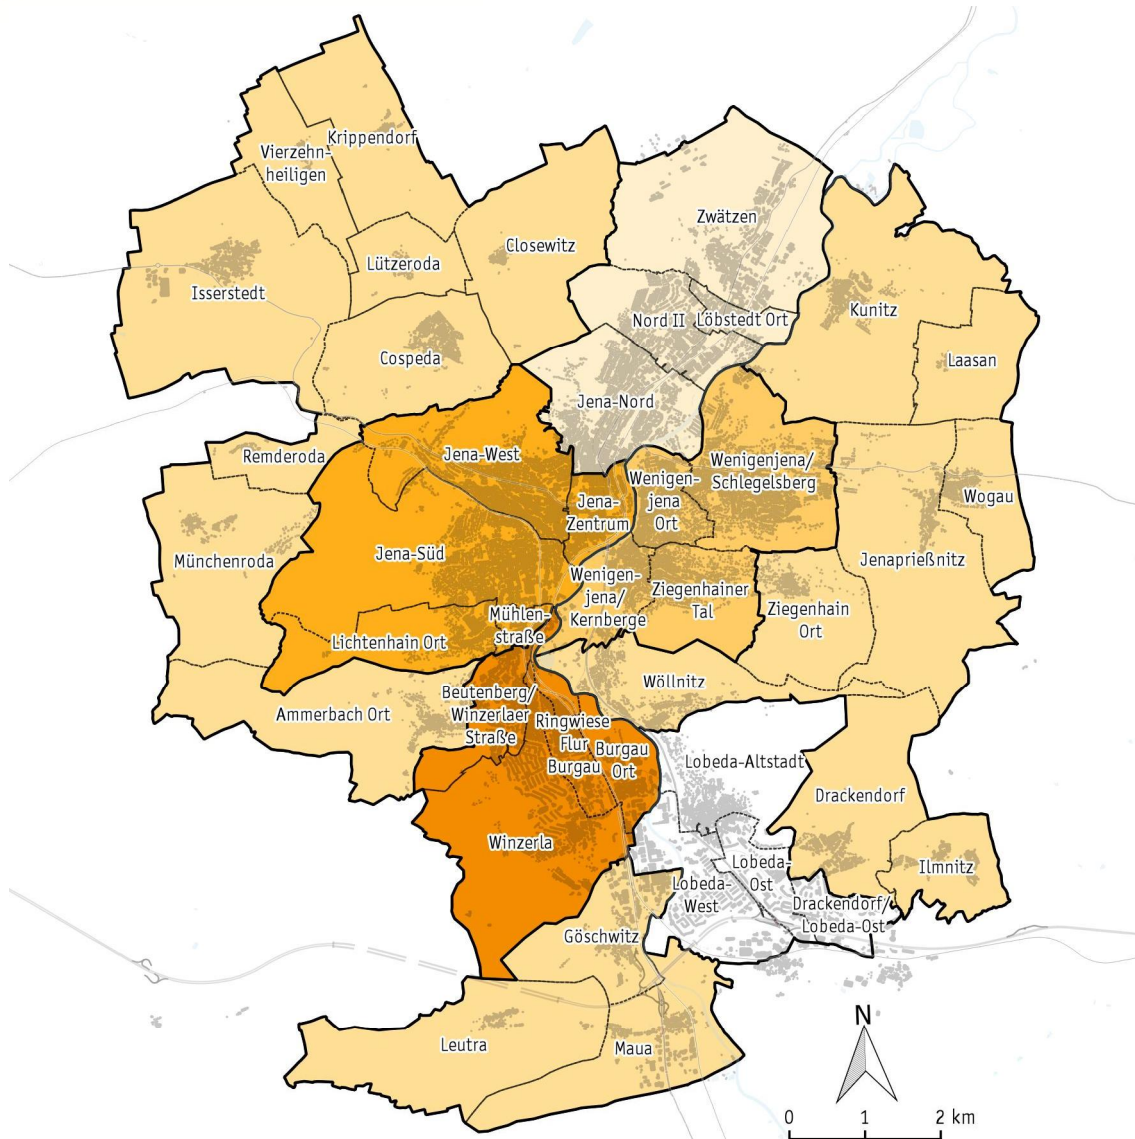 Krippendorf
Vierzehn-
heiligen
Zwätzen
Closewitz
Lützeroda
Isserstedt
Kunitz
Nord II
Löbstedt Ort
Cospeda
Laasan
Jena-Nord
Jena-West
Remderoda
Wenigenjena/
Schlegelsberg
Wenigen-
jena
Ort
Wogau
Jena-
Zentrum
Jena-Süd
Münchenroda
Jenaprießnitz
Wenigen-
jena/
Kernberge
Ziegenhainer
Tal
Ziegenhain
Ort
Mühlen-
straße
Lichtenhain Ort
Wöllnitz
Beutenberg/
Winzerlaer
Straße
Ammerbach Ort
Ringwiese
Flur
Burgau
Burgau
Ort
Lobeda-Altstadt
Drackendorf
Winzerla
Lobeda-
Ost
Ilmnitz
Lobeda-
West
Drackendorf/
Lobeda-Ost
Göschwitz
Leutra
Maua
N
0 1 2 km